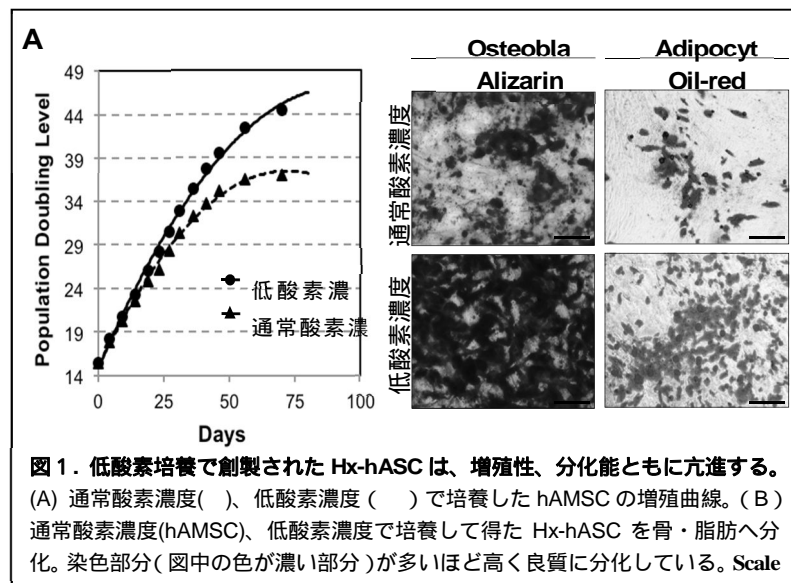 A
Osteobla
Adipocyt
Alizarin
Oil-red
49
44
39
34
29
24
19
14
Population Doubling Level
低酸素濃
通常酸素濃
0
25
50
75
100
Days
通常酸素濃度
低酸素濃度
図1. 低酸素培養で創製された Hx-hASC は、増殖性、分化能ともに亢進する。
(A) 通常酸素濃度( )、低酸素濃度( )で培養した hAMSC の増殖曲線。(B)
通常酸素濃度(hAMSC)、低酸素濃度で培養して得た Hx-hASC を骨・脂肪へ分
化。染色部分(図中の色が濃い部分)が多いほど高く良質に分化している。Scale